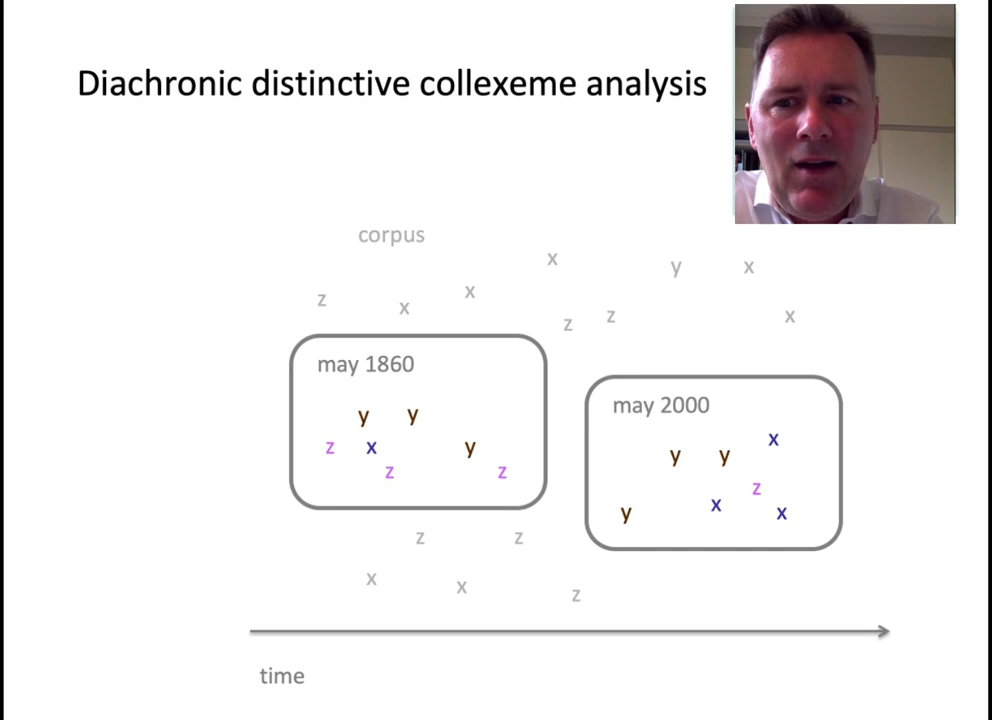 Diachronic distinctive collexeme analysis
corpus
x
y x
z x x
z z x
may 1860
y y
z x y
z z
may 2000
x
y y
z
x x
y
z z
x x
z
time